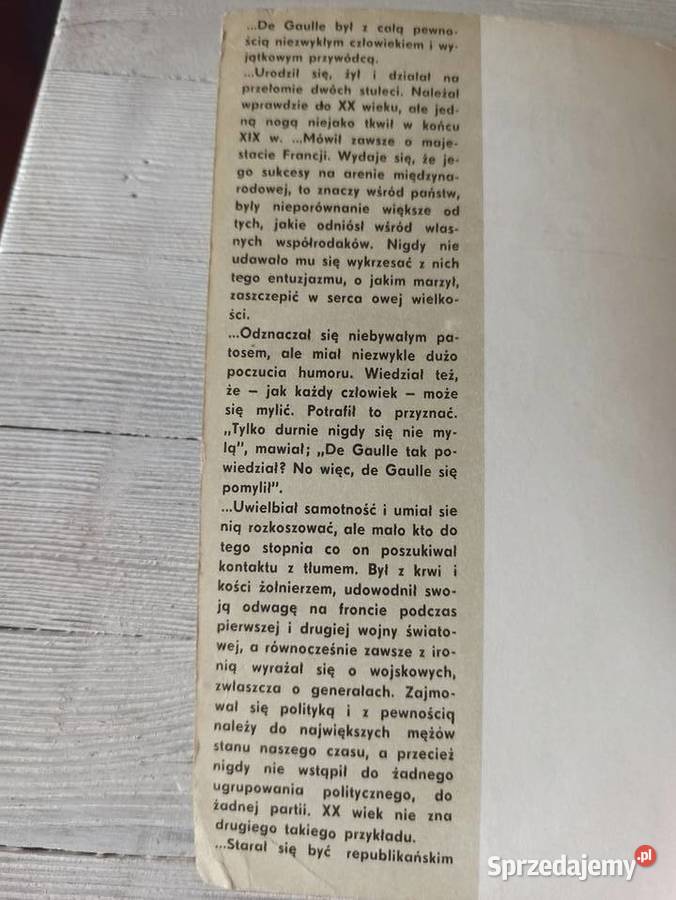 ...De Gaulle był z całą pewno-
ścią niezwykłym człowiekiem i wy-
jątkowym przywódcą.
...Urodził się, żył i działał na
przełomie dwóch stuleci. Należał
wprawdzie do XX wieku, ale jed-
ną nogą niejako tkwił w końcu
XIX w. ...Mówił zawsze o maje-
stacie Francji. Wydaje się, że je-
go sukcesy na arenie międzyna-
rodowej, to znaczy wśród państw,
były nieporównanie większe od
tych, jakie odniósł wśród włas-
nych współrodaków. Nigdy nie
udawało mu się wykrzesać z nich
tego entuzjazmu, o jakim marzył,
zaszczepić w serca owej wielko-
ści.
...Odznaczał się niebywałym pa-
tosem, ale miał niezwykle dużo
poczucia humoru. Wiedział też,
że – jak każdy człowiek – może
się mylić. Potrafił to przyznać.
„Tylko durnie nigdy się nie my-
lą", mawiał; „De Gaulle tak po-
wiedział? No więc, de Gaulle się
pomylił".
...Uwielbiał samotność i umiał sie
nią rozkoszować, ale mało kto do
tego stopnia co on poszukiwał
kontaktu z tłumem. Był z krwi i
kości żołnierzem, udowodnił swo-
ją odwagę na froncie podczas
pierwszej i drugiej wojny świato-
wej, a równocześnie zawsze z iro-
nią wyrażał się o wojskowych,
zwłaszcza o generałach. Zajmo-
wał się polityką i z pewnością
należy do największych mężów
stanu naszego czasu, a przecież
nigdy nie wstąpił do żadnego
ugrupowania politycznego, do
żadnej partii. XX wiek nie zna
drugiego takiego przykładu.
...Starał się być republikańskim
Sprzedajemy.pl